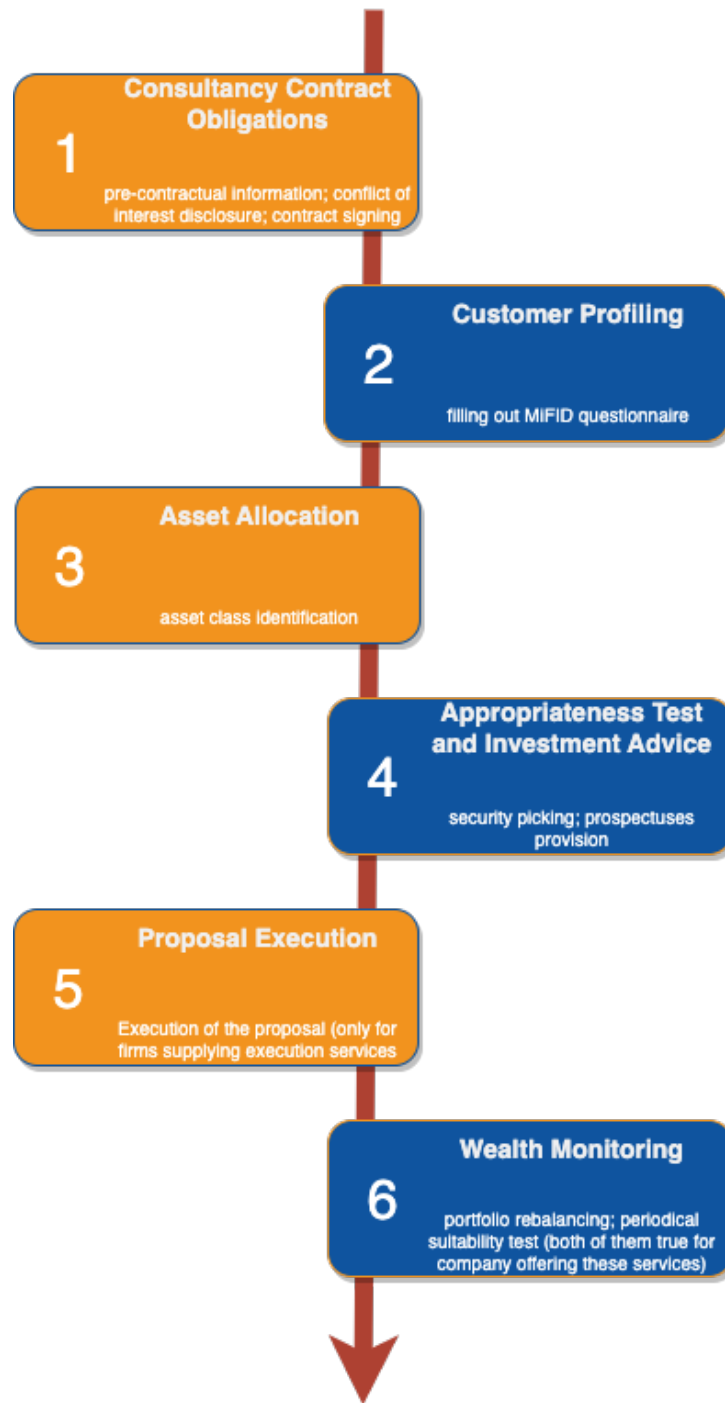 Consultancy Contract
Obligations
1
pre-contractual information; conflict of
interest disclosure; contract signing
Customer Profiling
2
filling out MiFID questionnaire
Asset Allocation
3
asset class identification
Appropriateness Test
and Investment Advice
4
security picking; prospectuses
provision
Proposal Execution
5
Execution of the proposal (only for
firms supplying execution services
Wealth Monitoring
6
portfolio rebalancing; periodical
suitability test (both of them true for
company offering these services)